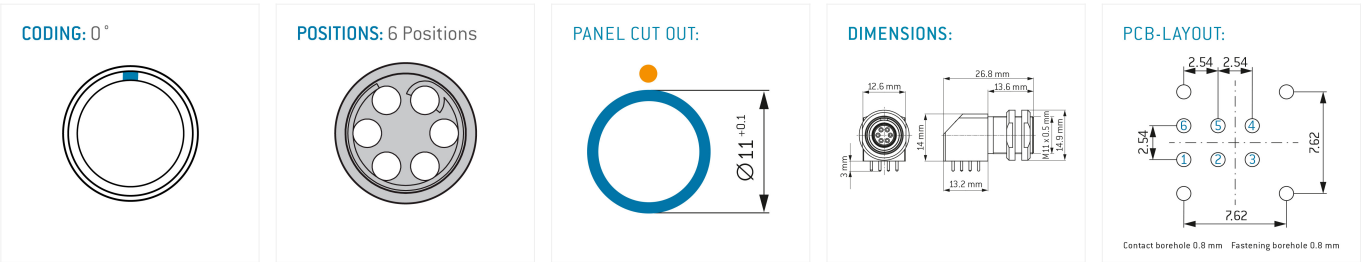 CODING: 0°
POSITIONS: 6 Positions
PANEL CUT OUT:
Ø11 +0.1
DIMENSIONS:
26.8 mm
12.6 mm
13.6 mm
14 mm
M11 x 0.5 mm
14.9 mm
3 mm
13.2 mm
PCB-LAYOUT:
2.54 2.54
6 5 4
2.54
7.62
1 2 3
7.62
Contact borehole 0.8 mm Fastening borehole 0.8 mm